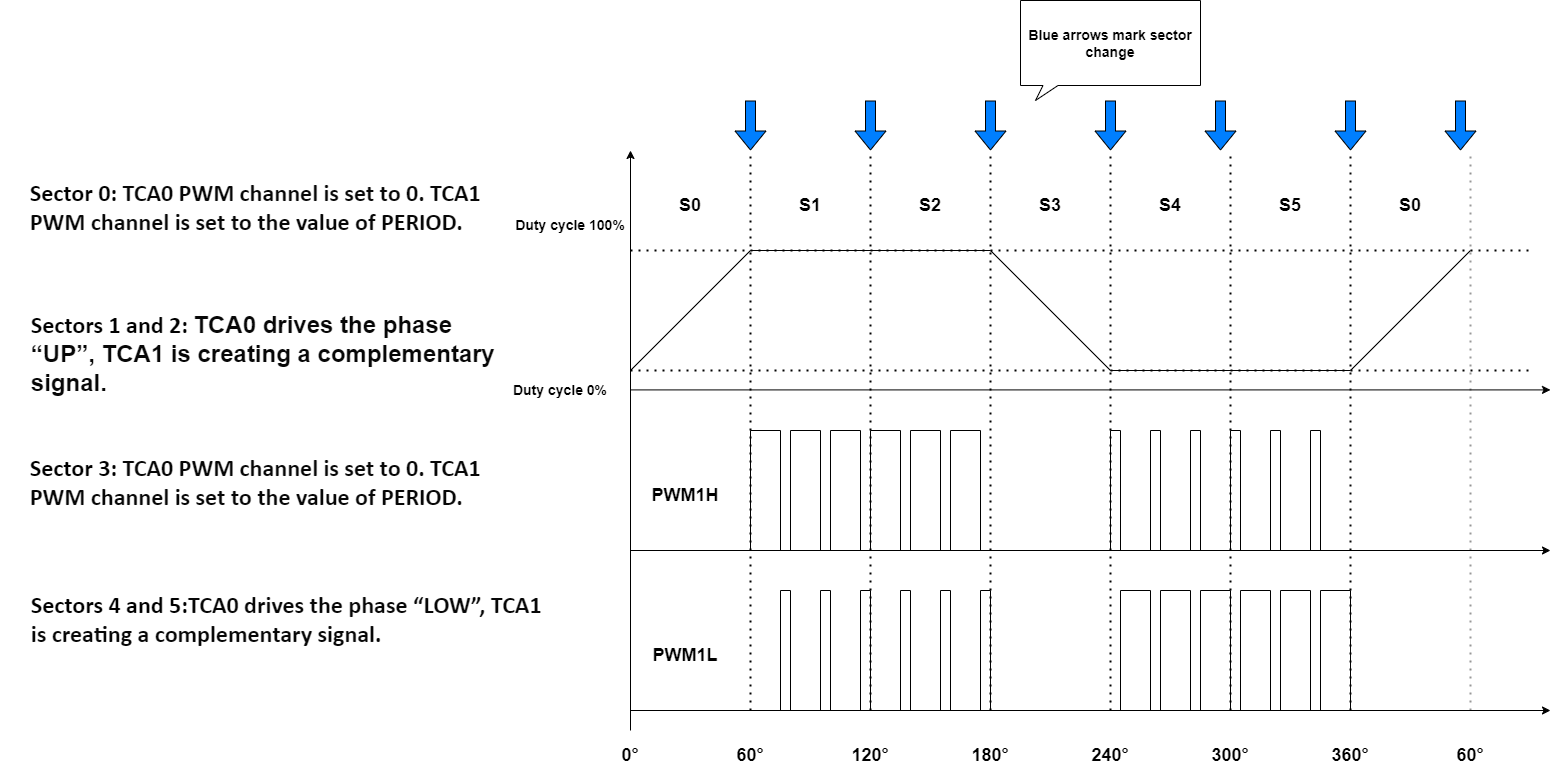 Blue arrows mark sector
change
Sector 0: TCA0 PWM channel is set to 0. TCA1
PWM channel is set to the value of PERIOD.
S0
S1
S2
S3
S4
S5
S0
Duty cycle 100%
Sectors 1 and 2: TCA0 drives the phase
“UP”, TCA1 is creating a complementary
signal.
Duty cycle 0%
Sector 3: TCA0 PWM channel is set to 0. TCA1
PWM channel is set to the value of PERIOD.
PWM1H
Sectors 4 and 5:TCA0 drives the phase “LOW”, TCA1
is creating a complementary signal.
PWM1L
0°
60°
120°
180°
240°
300°
360°
60°